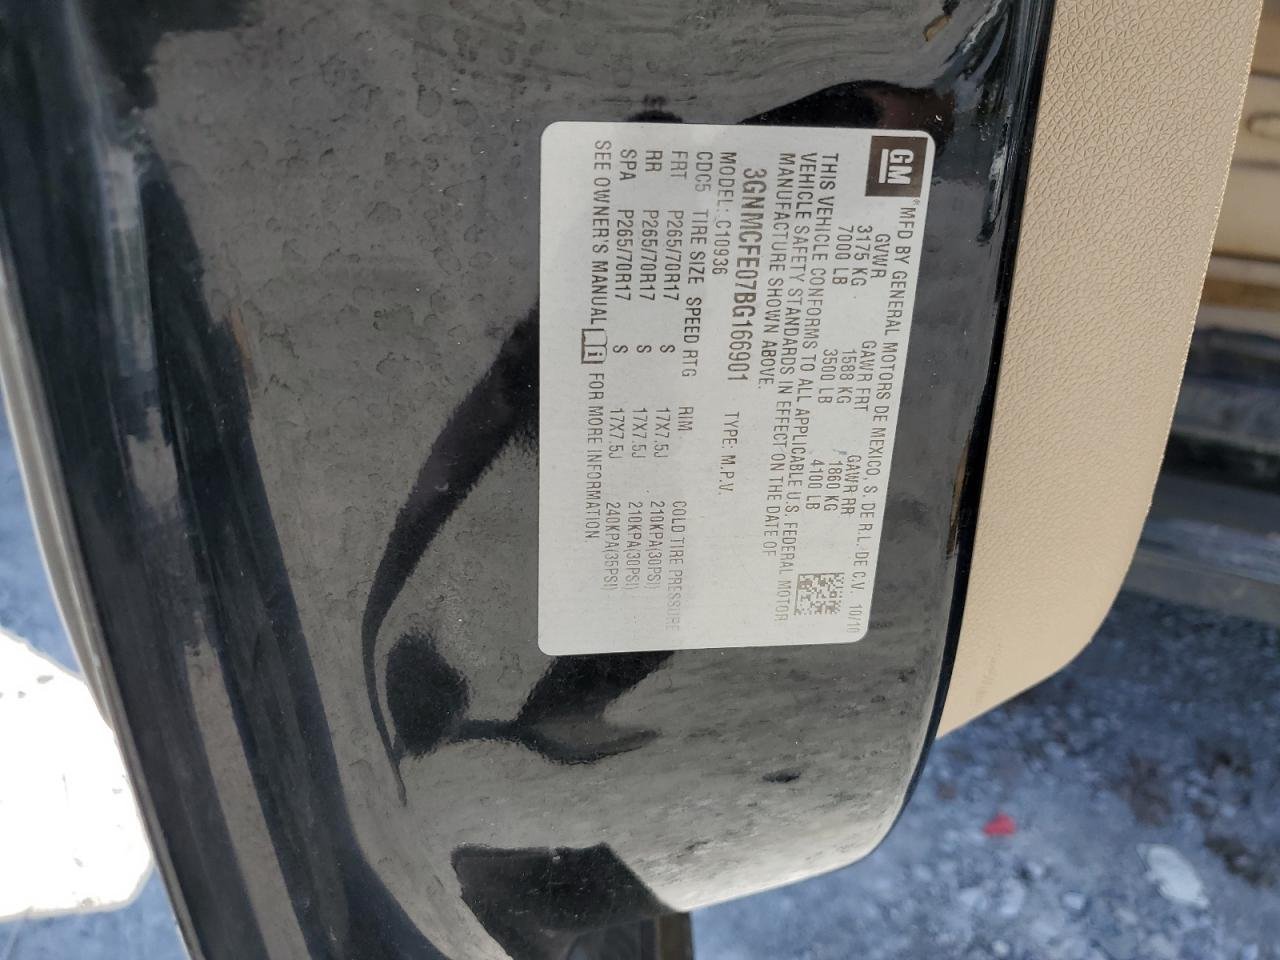 GM
® MFD BY GENERAL MOTORS DE MEXICO, S. DE R.L. DE C.V. 10/10
GVWR GAWR FRT GAWR RR
3175 KG 1588 KG 1860 KG
7000 LB 3500 LB 4100 LB
THIS VEHICLE CONFORMS TO ALL APPLICABLE U.S. FEDERAL MOTOR
VEHICLE SAFETY STANDARDS IN EFFECT ON THE DATE OF
MANUFACTURE SHOWN ABOVE.
3GNMCFE07BG166901 TYPE: M.P.V.
MODEL: C10936
CDC5 TIRE SIZE SPEED RTG RIM COLD TIRE PRESSURE
FRT P265/70R17 S 17X7.5J 210KPA(30PSI)
RR P265/70R17 S 17X7.5J 210KPA(30PSI)
SPA P265/70R17 S 17X7.5J 240KPA(35PSI)
SEE OWNER'S MANUAL i FOR MORE INFORMATION.